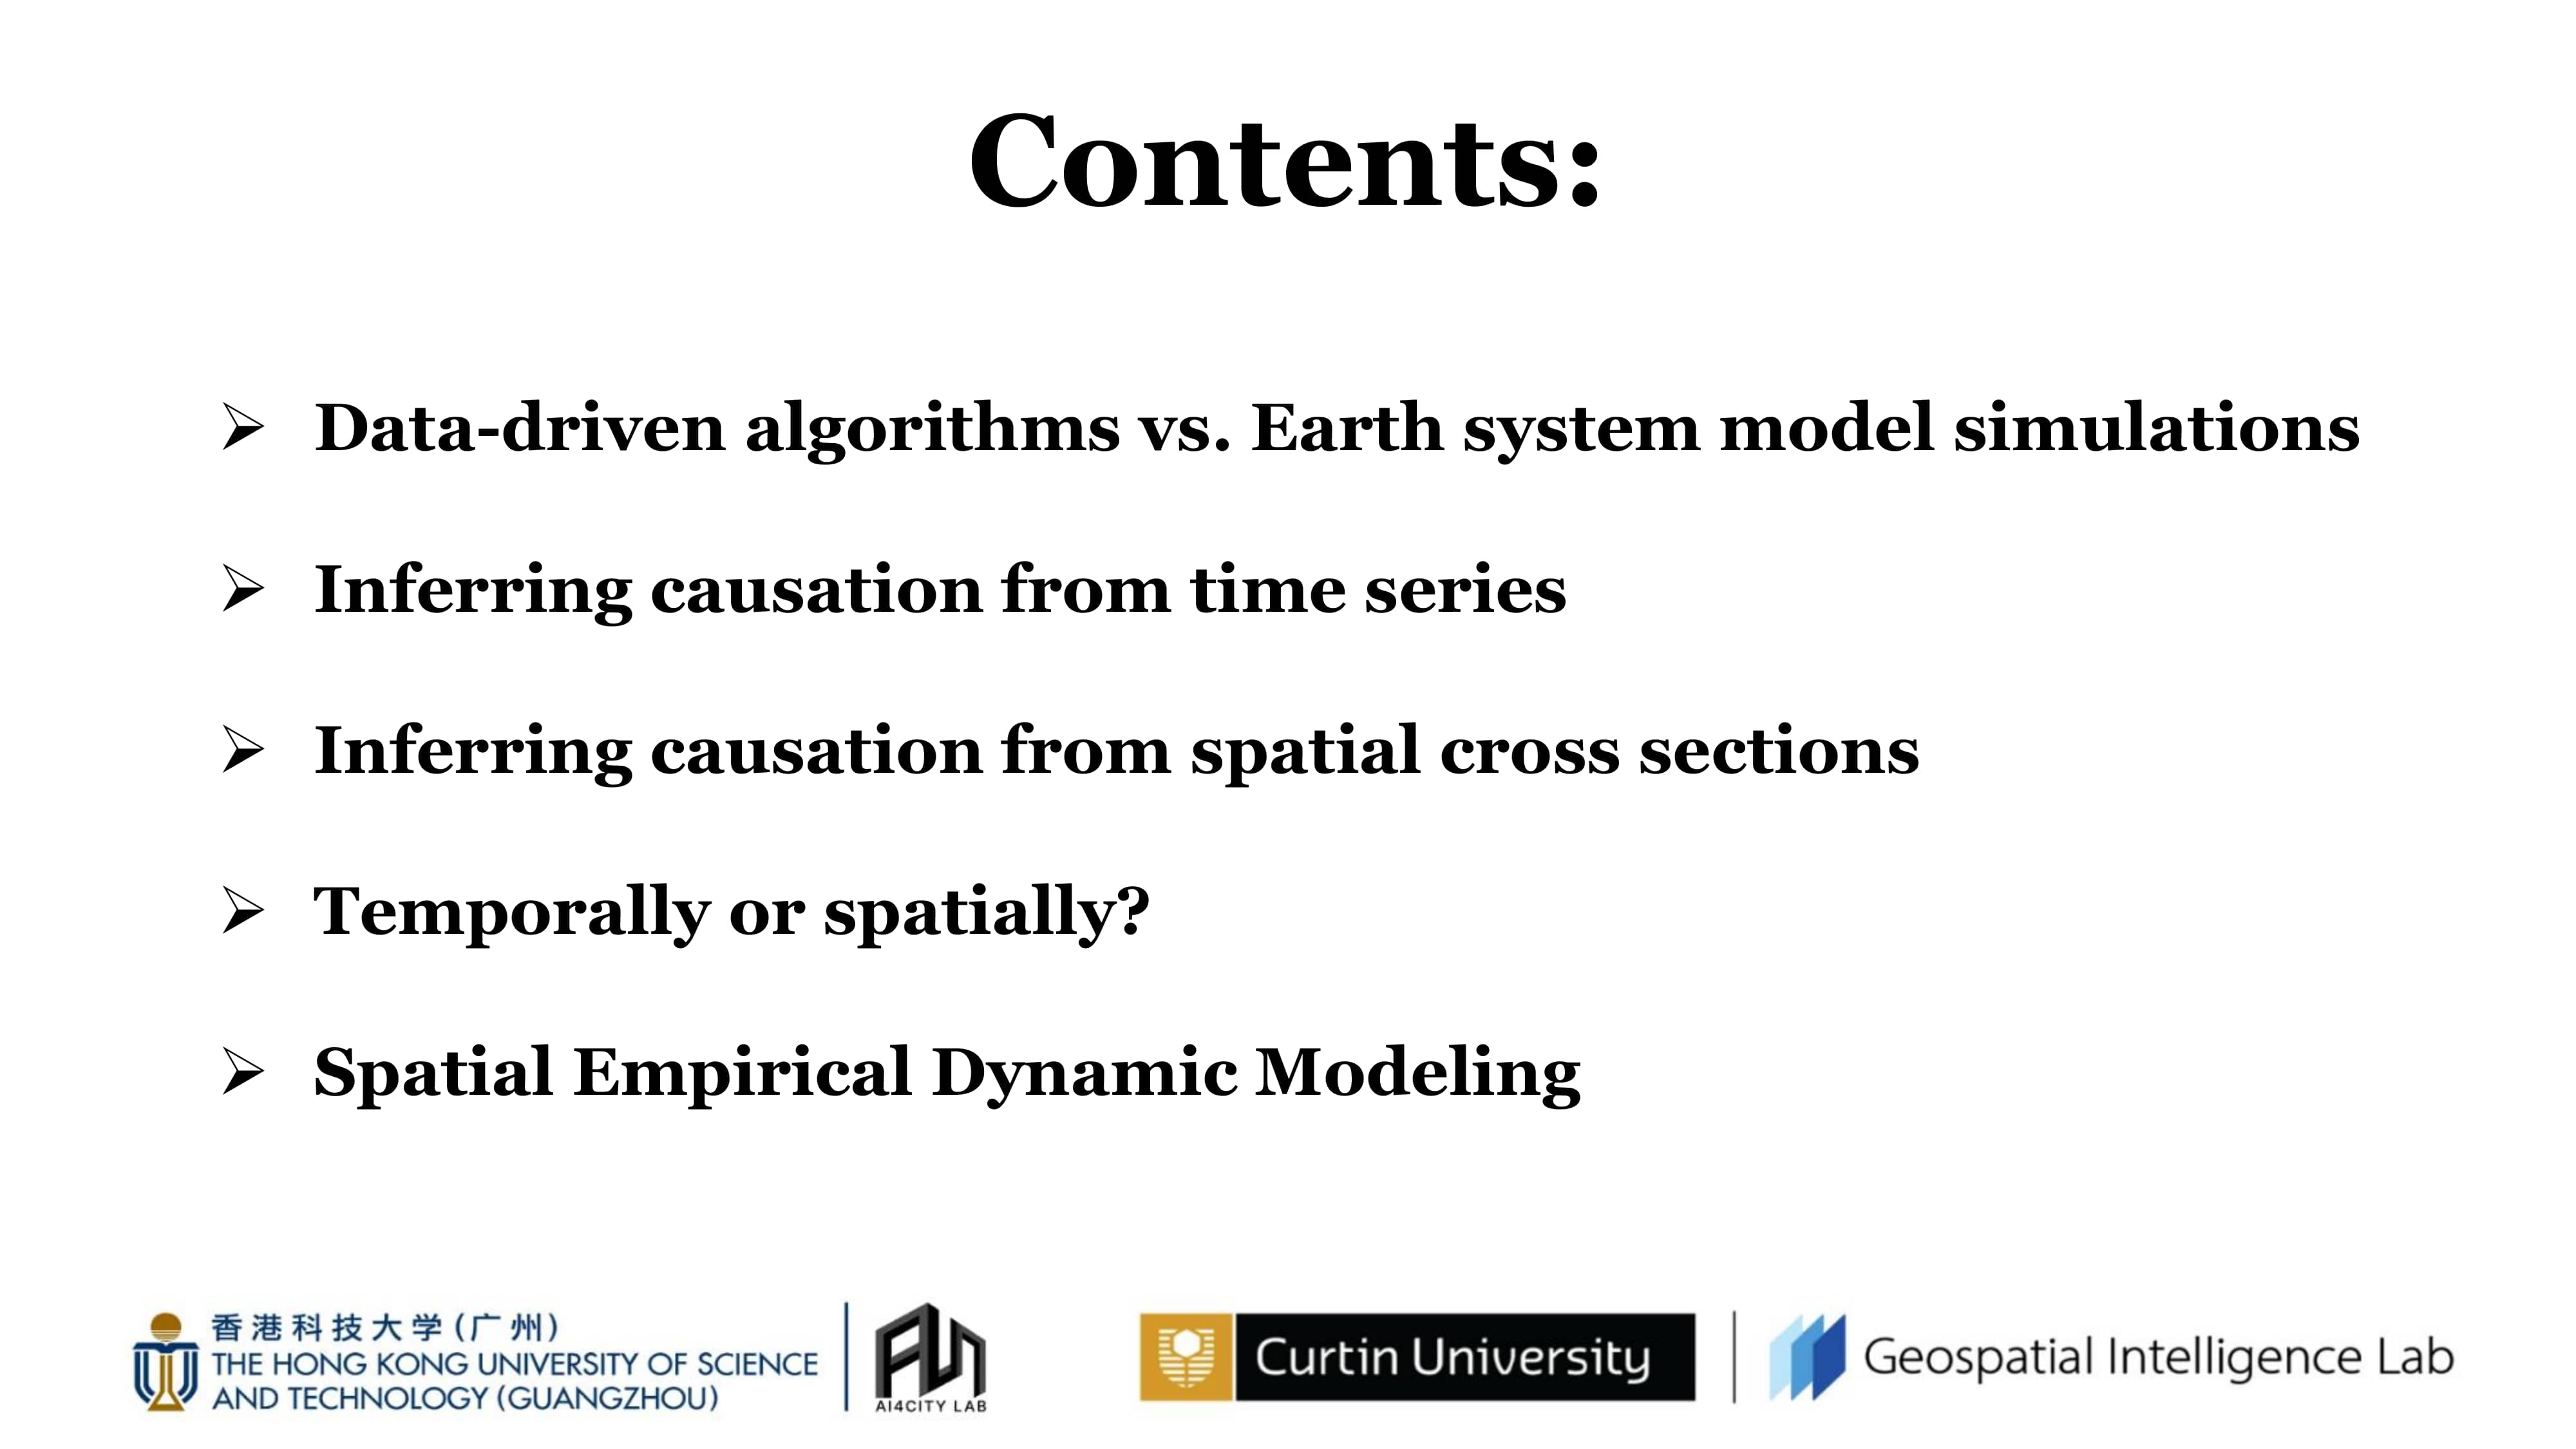 Contents:
Data-driven algorithms vs. Earth system model simulations
Inferring causation from time series
Inferring causation from spatial cross sections
Temporally or spatially?
Spatial Empirical Dynamic Modeling
香港科技大学(广州)
THE HONG KONG UNIVERSITY OF SCIENCE
AND TECHNOLOGY (GUANGZHOU)
AI4CITY LAB
Curtin University
Geospatial Intelligence Lab